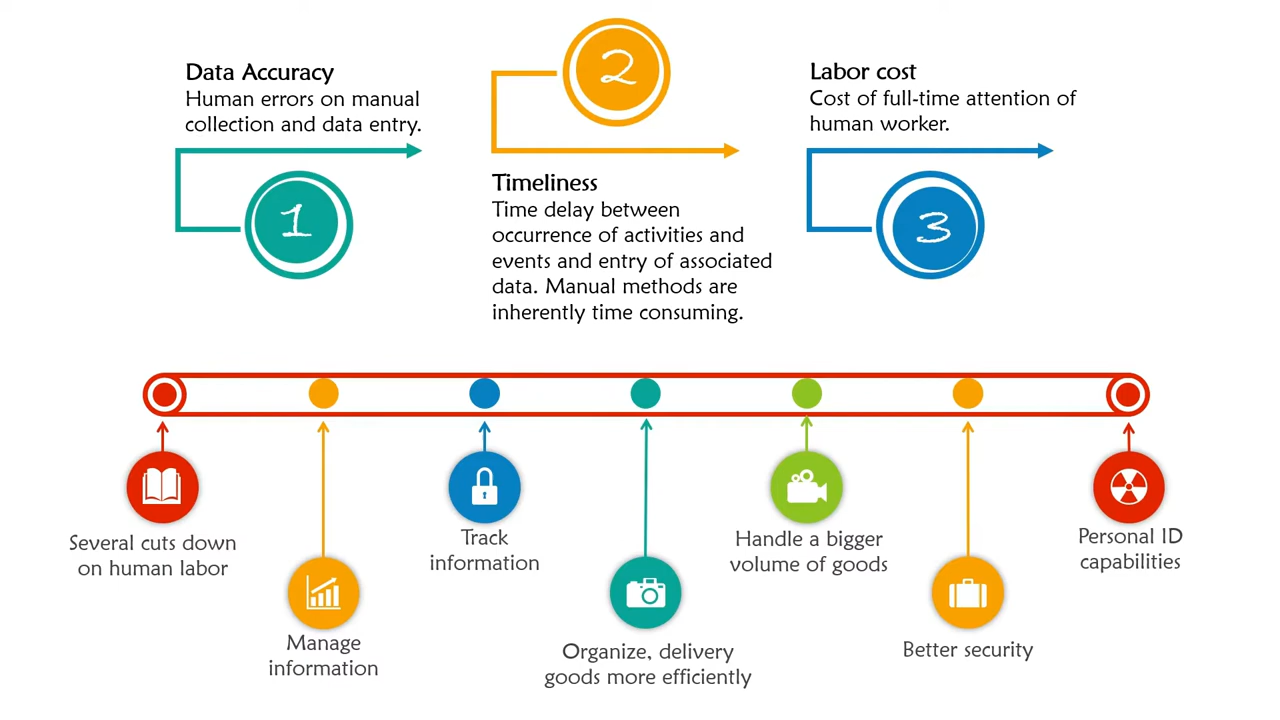 Data Accuracy
Human errors on manual
collection and data entry.
1
2
Timeliness
Time delay between
occurrence of activities and
events and entry of associated
data. Manual methods are
inherently time consuming.
Labor cost
Cost of full-time attention of
human worker.
3
Several cuts down
on human labor
Manage
information
Track
information
Organize, delivery
goods more efficiently
Handle a bigger
volume of goods
Better security
Personal ID
capabilities